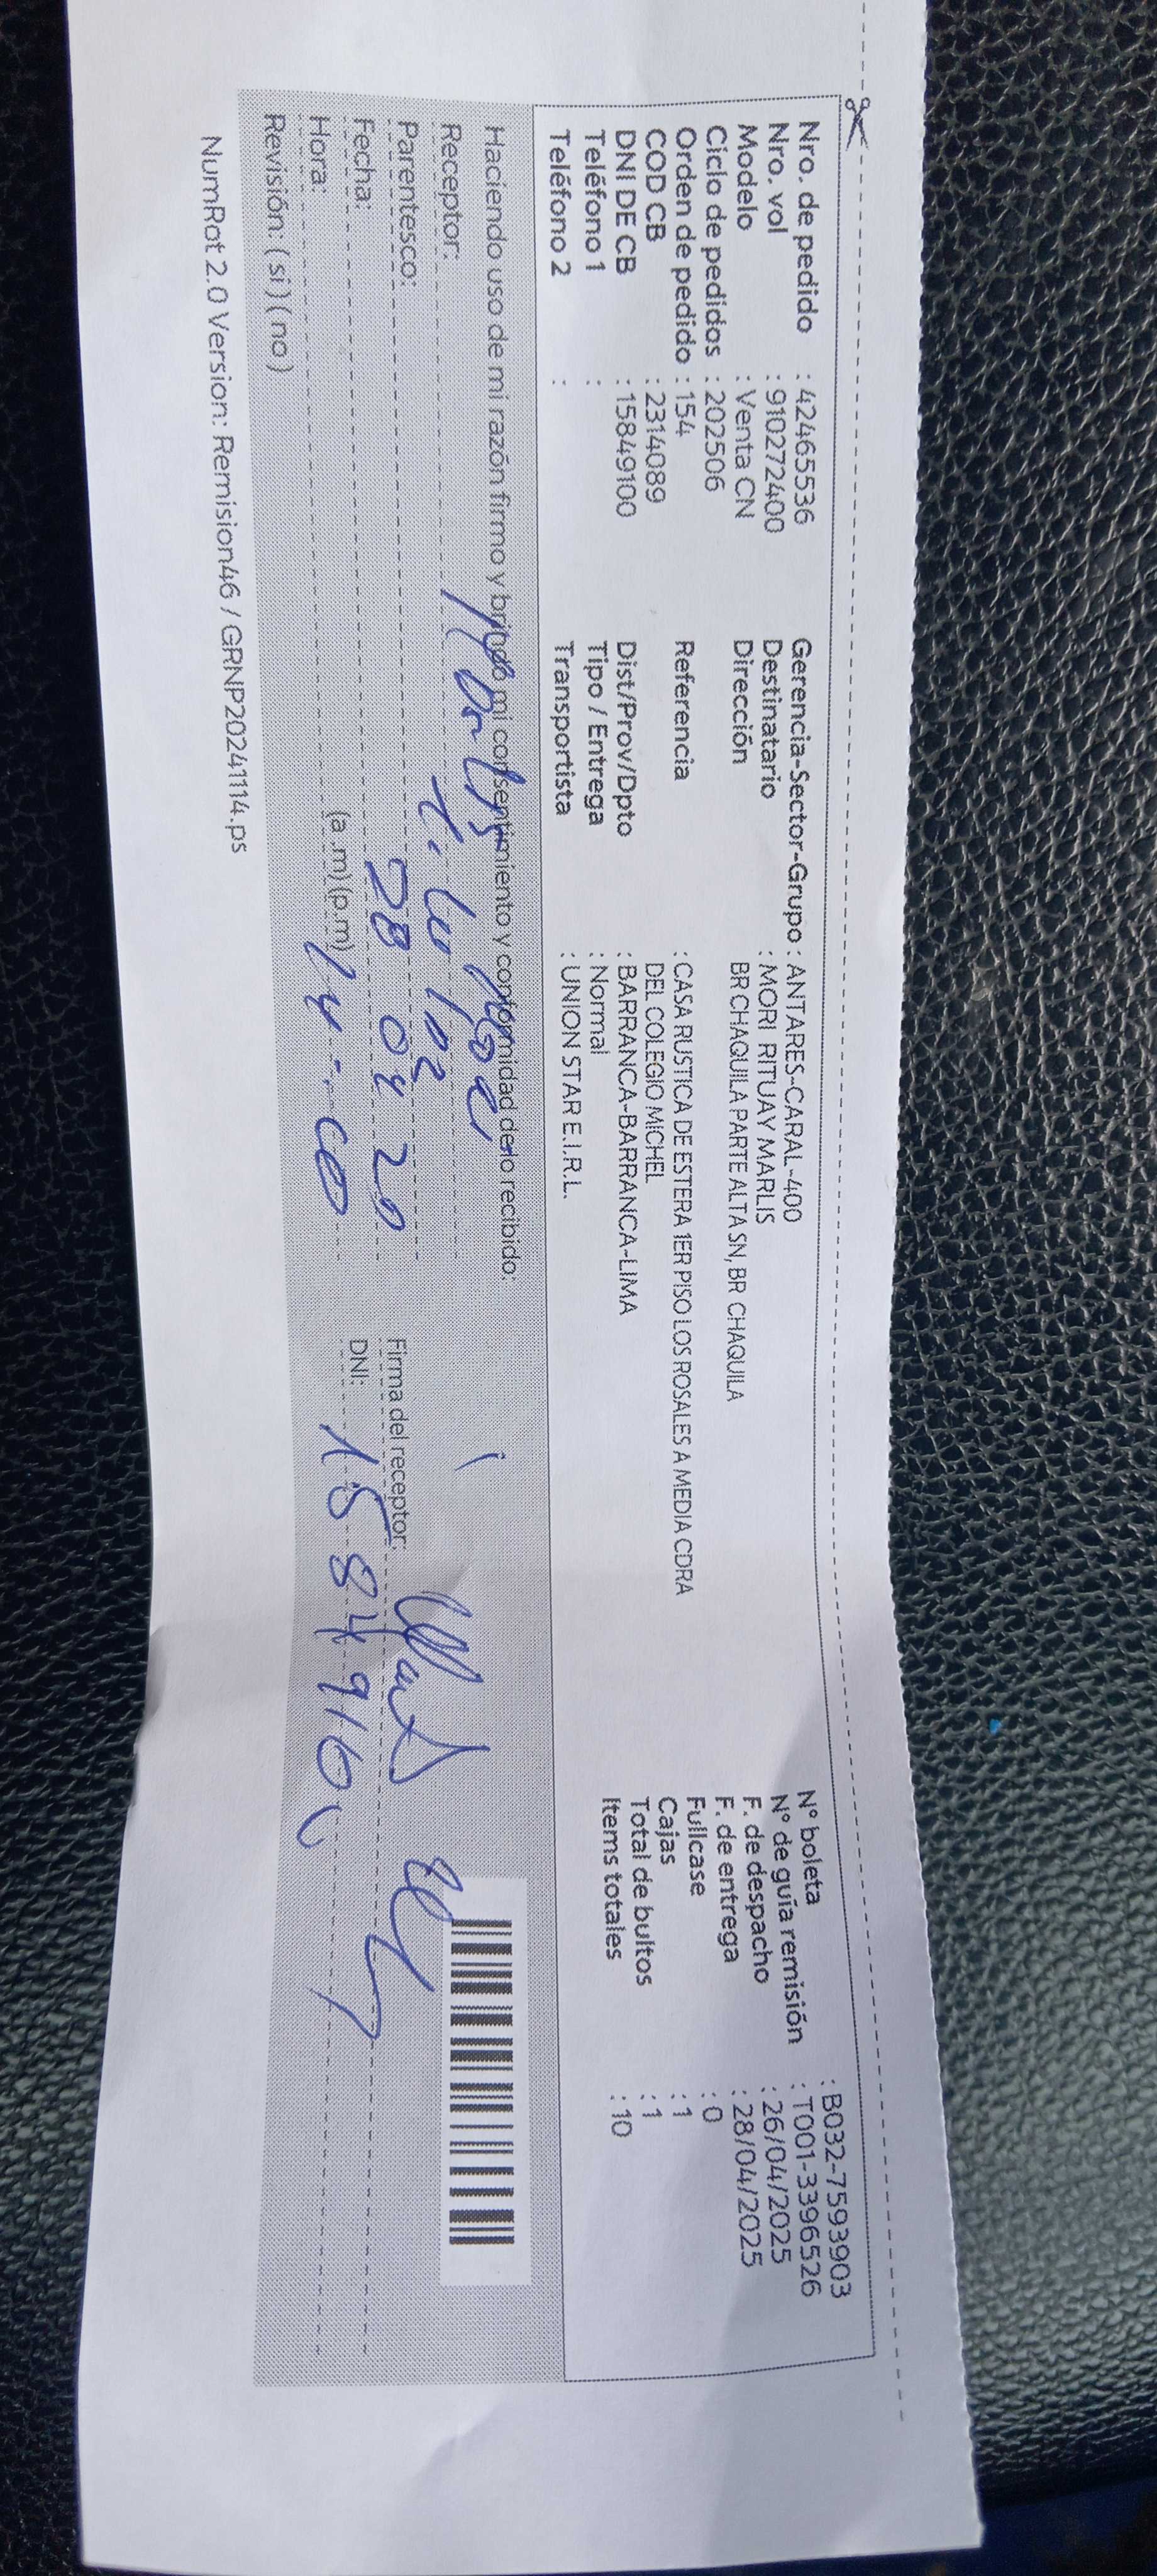 Nro. de pedido : 42465536
Nro. vol : 910272400
Modelo : Venta CN
Ciclo de pedidos : 202506
Orden de pedido : 154
COD CB : 2314089
DNI DE CB : 15849100
Teléfono 1 :
Teléfono 2 :
Gerencia-Sector-Grupo : ANTARES-CARAL-400
Destinatario : MORI RITUAY MARLIS
Dirección BR CHAQUILA PARTE ALTA SN, BR CHAQUILA
Referencia : CASA RUSTICA DE ESTERA 1ER PISO LOS ROSALES A MEDIA CDRA
DEL COLEGIO MICHEL
Dist/Prov/Dpto : BARRANCA-BARRANCA-LIMA
Tipo / Entrega : Normal
Transportista : UNION STAR E.I.R.L.
N° boleta : B032-7593903
N° de guía remisión : T001-3396526
F. de despacho : 26/04/2025
F. de entrega : 28/04/2025
Fullcase : 0
Cajas : 1
Total de bultos : 1
Items totales : 10
Haciendo uso de mi razón firmo y brindo mi consentimiento y conformidad de lo recibido:
Receptor:
Parentesco:
Fecha: 28 04 20
Hora: (a.m)(p.m)
Revisión: (si)(no)
Firma del receptor:
DNI: 1584910
NumRot 2.0 Version: Remision46 / GRNP20241114.ps